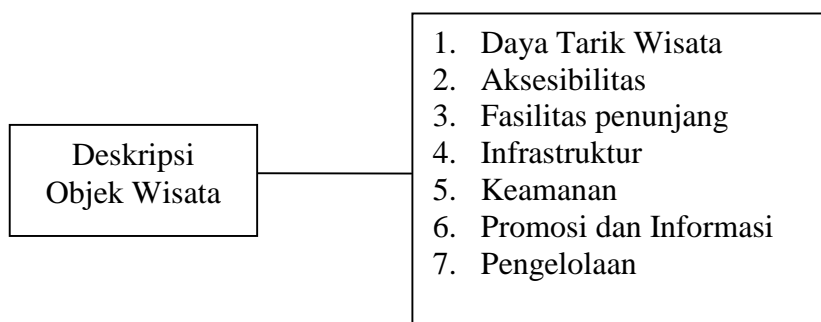 Deskripsi
Objek Wisata
1. Daya Tarik Wisata
2. Aksesibilitas
3. Fasilitas penunjang
4. Infrastruktur
5. Keamanan
6. Promosi dan Informasi
7. Pengelolaan